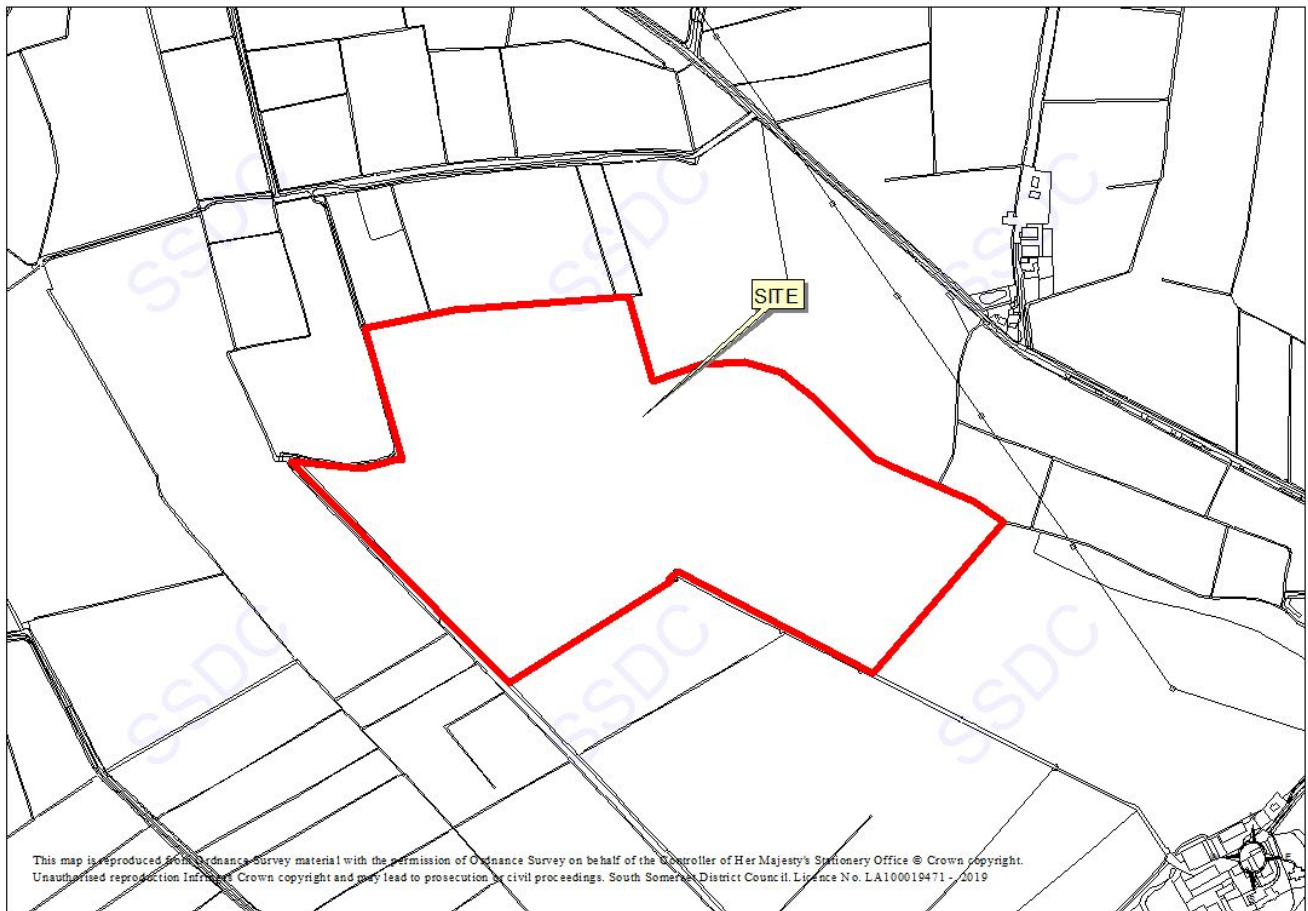 SSDC SSDC SSDC
SITE
SSDC SSDC SSDC
This map is reproduced from Ordnance Survey material with the permission of Ordnance Survey on behalf of the Controller of Her Majesty's Stationery Office © Crown copyright.
Unauthorised reproduction Infringes Crown copyright and may lead to prosecution or civil proceedings. South Somerset District Council. Licence No. LA100019471 - 2019